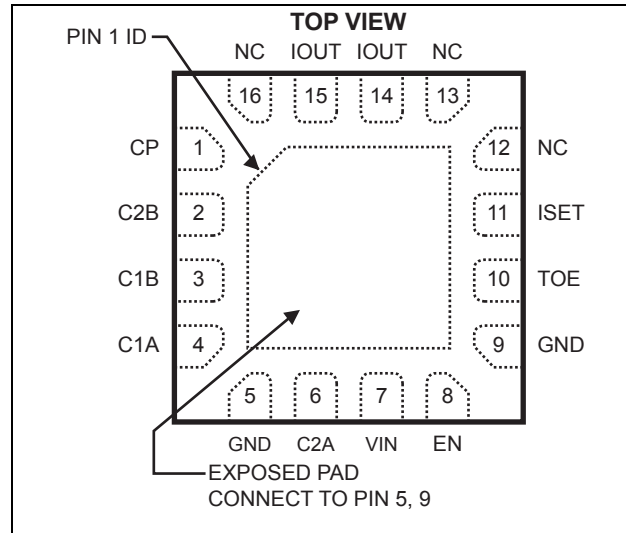 TOP VIEW
PIN 1 ID
NC IOUT IOUT NC
16 15 14 13
CP 1 12 NC
C2B 2 11 ISET
C1B 3 10 TOE
C1A 4 9 GND
5 6 7 8
GND C2A VIN EN
EXPOSED PAD
CONNECT TO PIN 5, 9